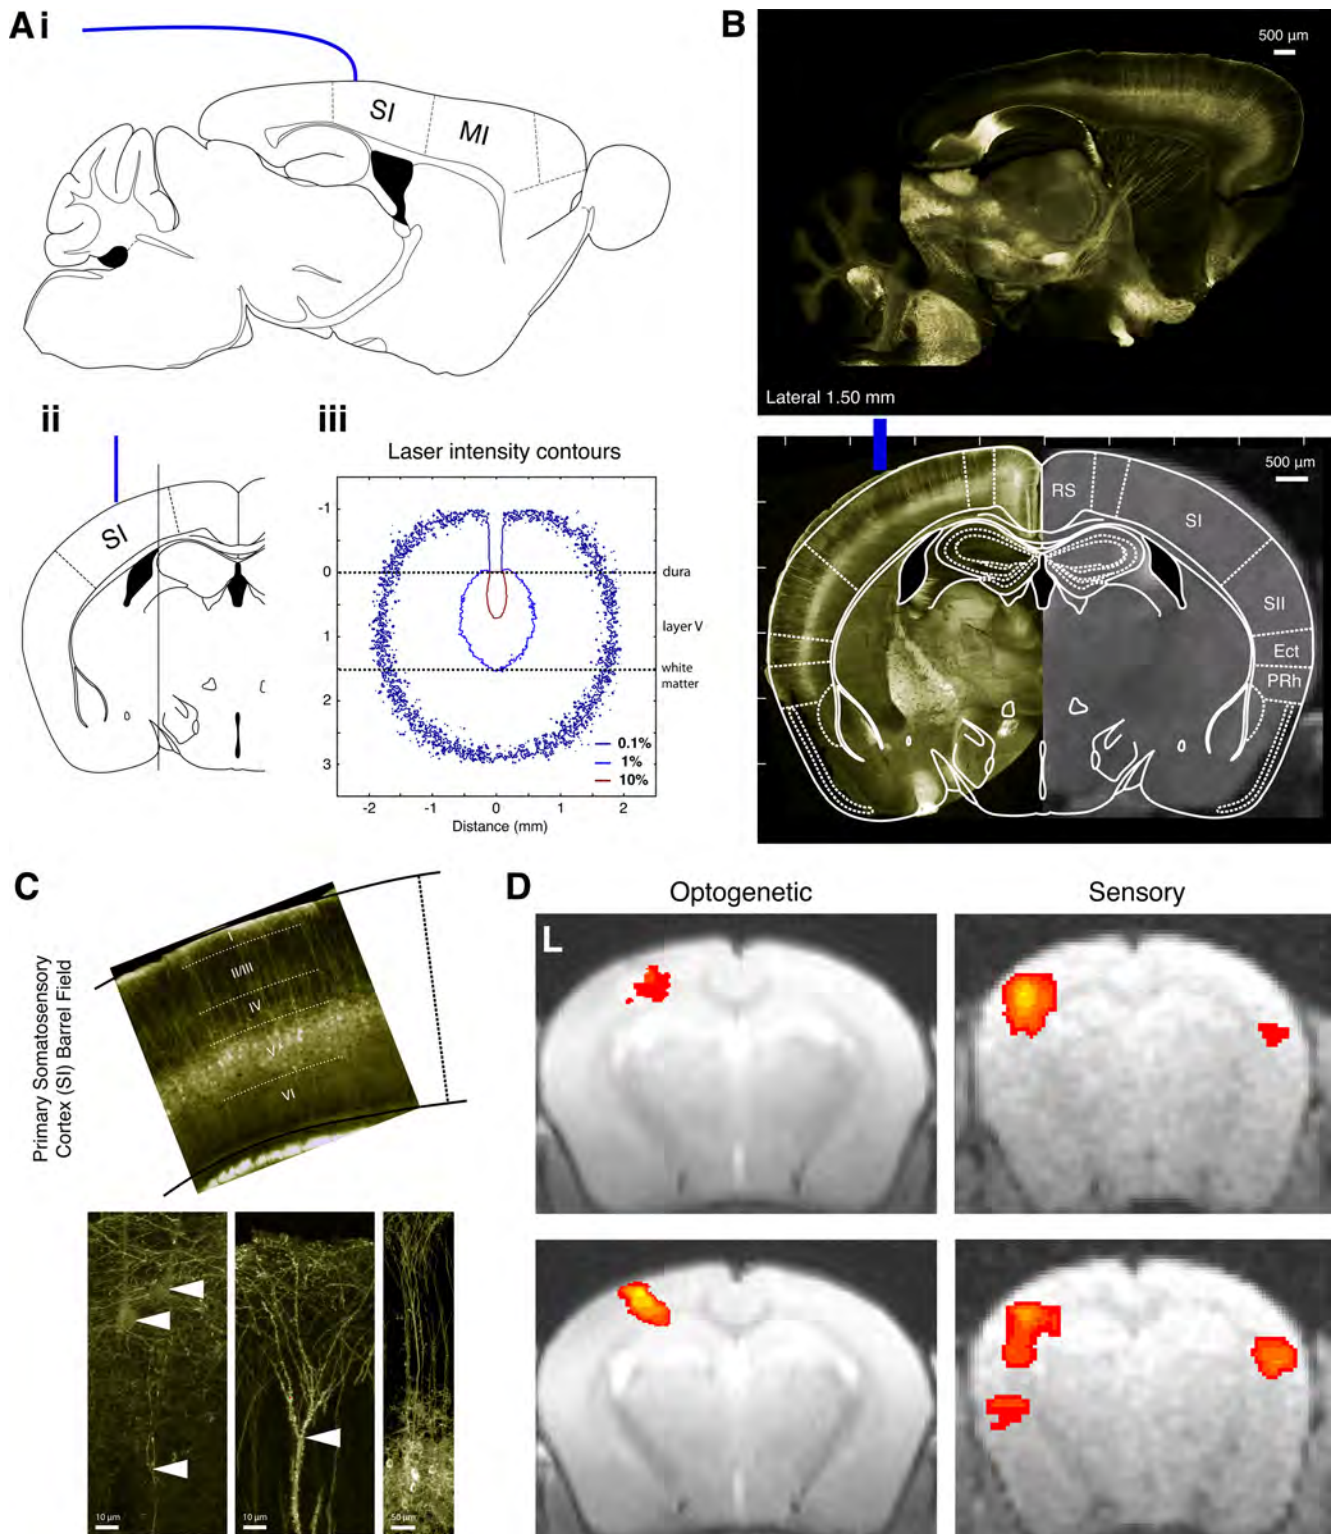 A i
SI
MI
ii
SI
iii
Laser intensity contours
-1
0
1
2
3
dura
layer V
white
matter
0.1%
1%
10%
-2
-1
0
1
2
Distance (mm)
B
500 µm
Lateral 1.50 mm
500 µm
RS
SI
SII
Ect
PRh
C
Primary Somatosensory
Cortex (SI) Barrel Field
I
II/III
IV
V
VI
10 µm
10 µm
50 µm
D
Optogenetic
Sensory
L